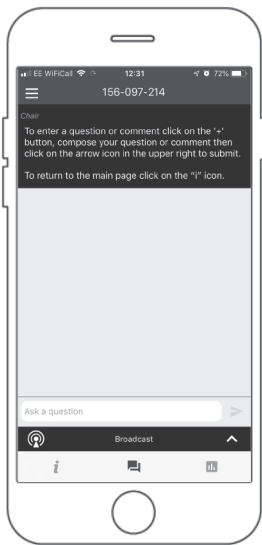 EE WiFiCall 12:31 72%
156-097-214
Chair
To enter a question or comment click on the '+'
button, compose your question or comment then
click on the arrow icon in the upper right to submit.
To return to the main page click on the "i" icon.
Ask a question
Broadcast
i